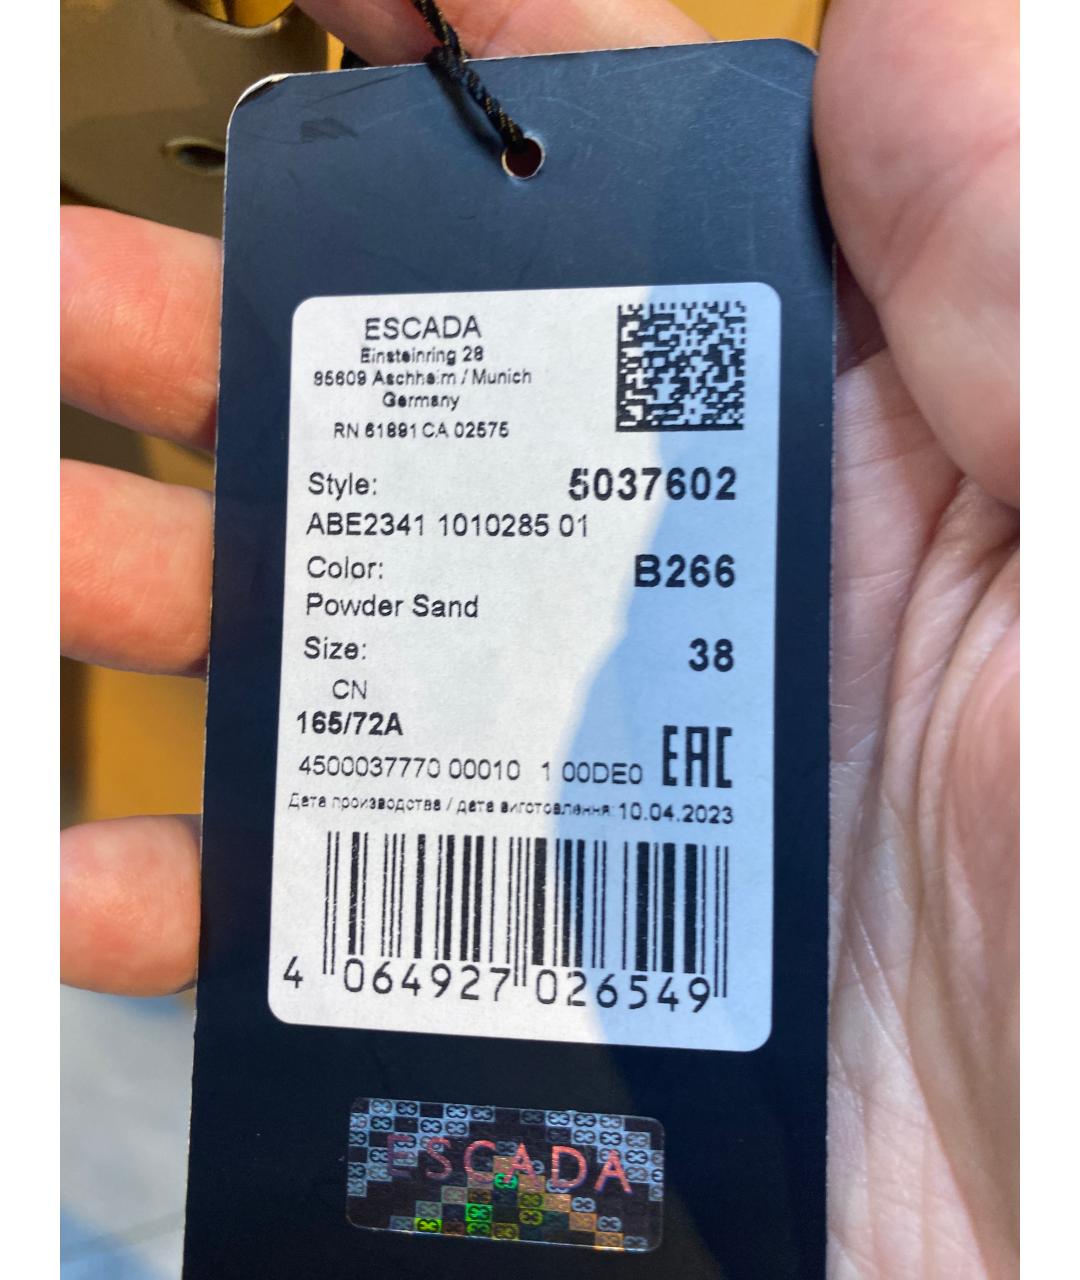 ESCADA
Einsteinring 28
85609 Aschheim / Munich
Germany
RN 61891 CA 02575
Style: 5037602
ABE2341 1010285 01
Color: B266
Powder Sand
Size: 38
CN
165/72A
4500037770 00010 1 00DE0 EAC
Дата производства / дата виготовлення: 10.04.2023
4 064927 026549
ESCADA